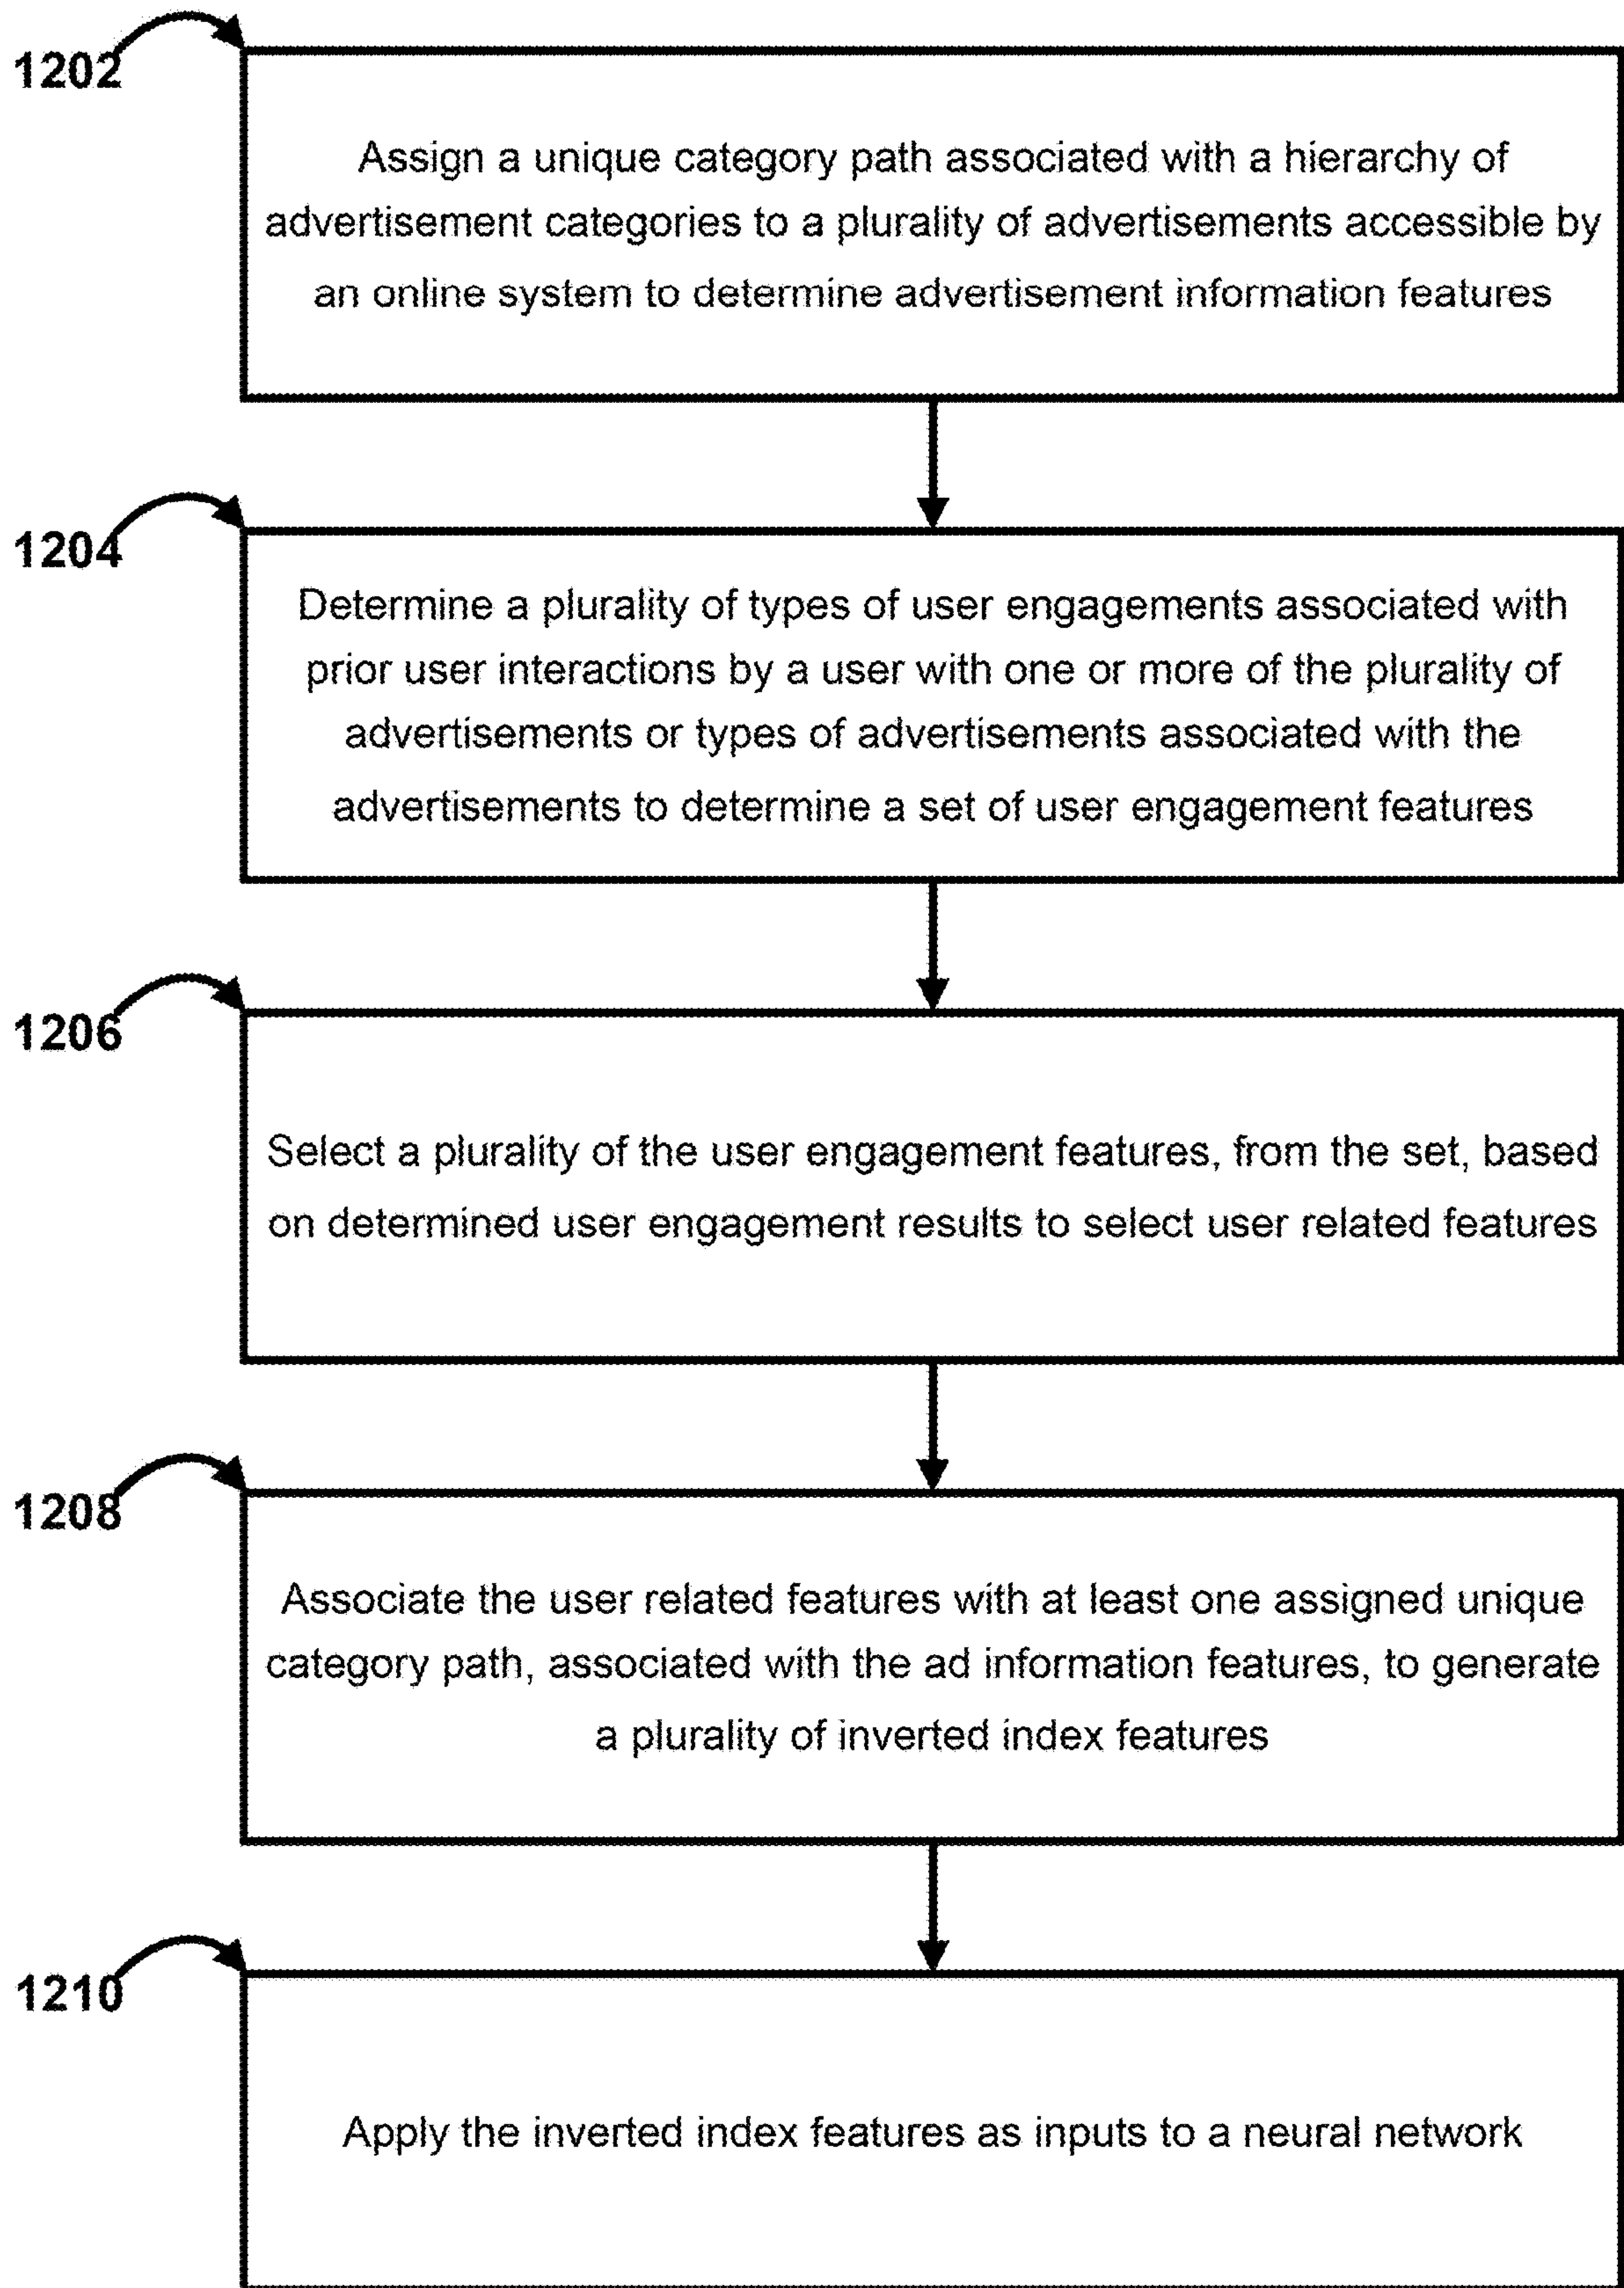 1202
Assign a unique category path associated with a hierarchy of
advertisement categories to a plurality of advertisements accessible by
an online system to determine advertisement information features
1204
Determine a plurality of types of user engagements associated with
prior user interactions by a user with one or more of the plurality of
advertisements or types of advertisements associated with the
advertisements to determine a set of user engagement features
1206
Select a plurality of the user engagement features, from the set, based
on determined user engagement results to select user related features
1208
Associate the user related features with at least one assigned unique
category path, associated with the ad information features, to generate
a plurality of inverted index features
1210
Apply the inverted index features as inputs to a neural network